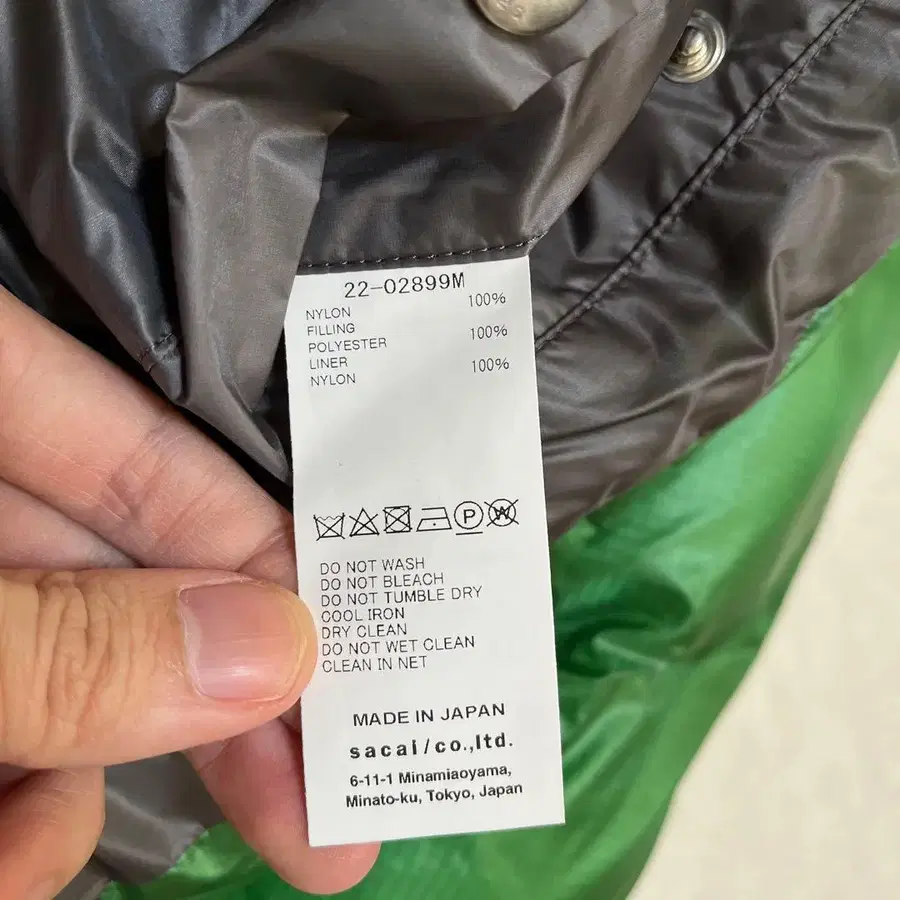 22-02899M
NYLON 100%
FILLING
POLYESTER 100%
LINER
NYLON 100%
P W
DO NOT WASH
DO NOT BLEACH
DO NOT TUMBLE DRY
COOL IRON
DRY CLEAN
DO NOT WET CLEAN
CLEAN IN NET
MADE IN JAPAN
sacai/co.,ltd.
6-11-1 Minamiaoyama,
Minato-ku, Tokyo, Japan